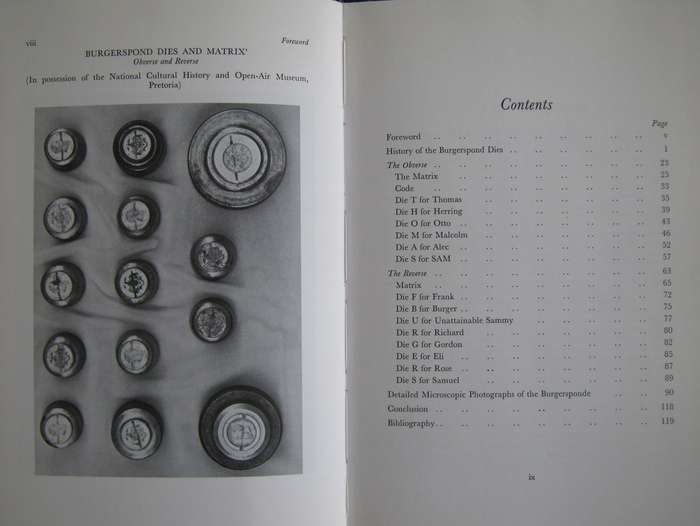 viii
Foreword
BURGERSPOND DIES AND MATRIX'
Obverse and Reverse
(In possession of the National Cultural History and Open-Air Museum,
Pretoria)
Contents
Page
Foreword .. .. .. .. .. .. .. .. v
History of the Burgerspond Dies .. .. .. .. .. .. 1
The Obverse .. .. .. .. .. .. .. .. 23
The Matrix .. .. .. .. .. .. .. .. 25
Code .. .. .. .. .. .. .. .. 33
Die T for Thomas .. .. .. .. .. .. .. 35
Die H for Herring .. .. .. .. .. .. .. 39
Die O for Otto .. .. .. .. .. .. .. 43
Die M for Malcolm .. .. .. .. .. .. .. 46
Die A for Alec .. .. .. .. .. .. .. 52
Die S for SAM .. .. .. .. .. .. .. 57
The Reverse .. .. .. .. .. .. .. .. 63
Matrix .. .. .. .. .. .. .. .. 65
Die F for Frank .. .. .. .. .. .. .. 72
Die B for Burger .. .. .. .. .. .. .. 75
Die U for Unattainable Sammy .. .. .. .. .. 77
Die R for Richard .. .. .. .. .. .. .. 80
Die G for Gordon .. .. .. .. .. .. .. 82
Die E for Eli .. .. .. .. .. .. .. 85
Die R for Rose .. .. .. .. .. .. .. 87
Die S for Samuel .. .. .. .. .. .. .. 89
Detailed Microscopic Photographs of the Burgersponde .. .. 90
Conclusion .. .. .. .. .. .. .. .. 118
Bibliography .. .. .. .. .. .. .. .. 119
ix